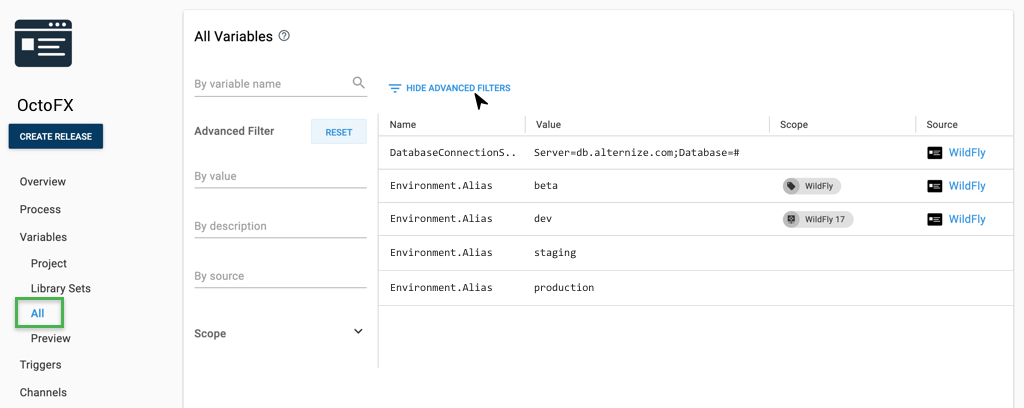 OctoFX
CREATE RELEASE
Overview
Process
Variables
Project
Library Sets
All
Preview
Triggers
Channels
All Variables ?
By variable name
HIDE ADVANCED FILTERS
Advanced Filter RESET
By value
By description
By source
Scope
Name Value Scope Source
DatabaseConnectionS.. Server=db.alternize.com;Database=# WildFly
Environment.Alias beta WildFly WildFly
Environment.Alias dev WildFly 17 WildFly
Environment.Alias staging
Environment.Alias production